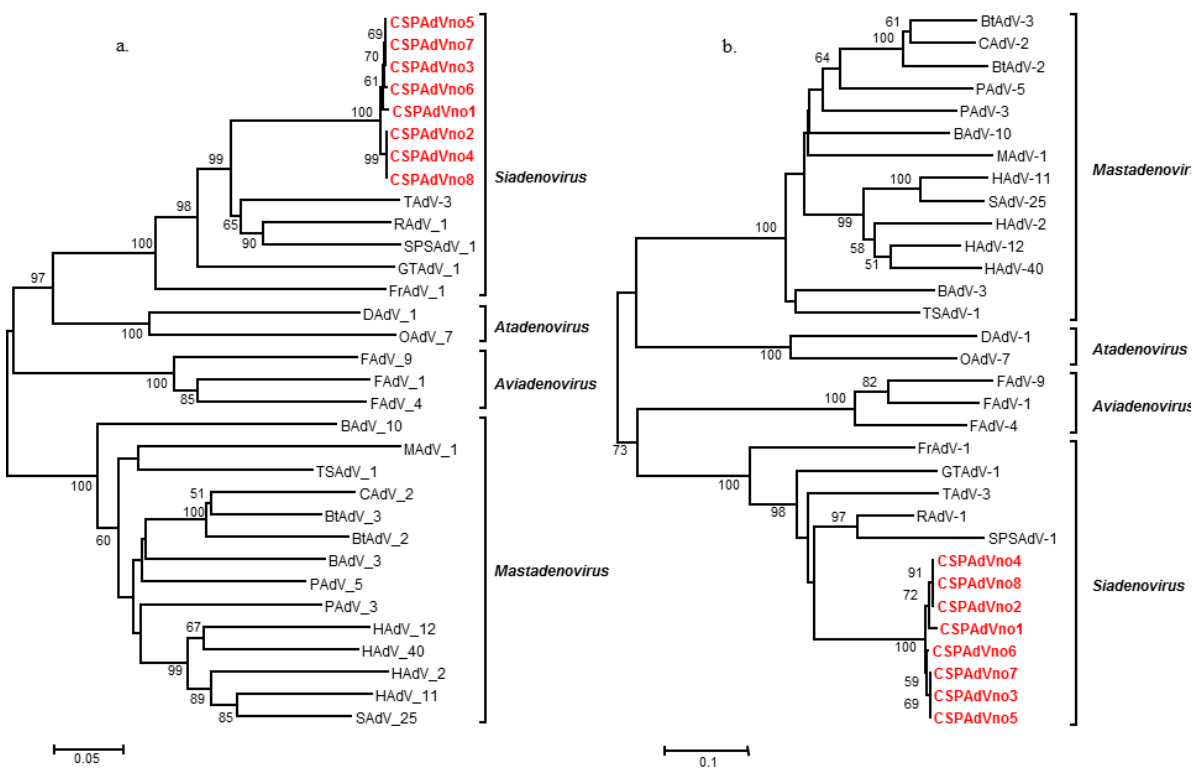 a.
CSPAdVno5
69
CSPAdVno7
70
CSPAdVno3
61
CSPAdVno6
100
CSPAdVno1
CSPAdVno2
99
CSPAdVno4
CSPAdVno8
99
Siadenovirus
TAdV-3
98
65
RAdV_1
90
SPSAdV_1
100
GTAdV_1
97
FrAdV_1
DAdV_1
Atadenovirus
100
OAdV_7
FAdV_9
100
FAdV_1
Aviadenovirus
85
FAdV_4
BAdV_10
MAdV_1
100
TSAdV_1
51
CAdV_2
100
BtAdV_3
60
BtAdV_2
BAdV_3
Mastadenovirus
PAdV_5
PAdV_3
67
HAdV_12
HAdV_40
99
HAdV_2
89
HAdV_11
85
SAdV_25
0.05
b.
61
BtAdV-3
100
CAdV-2
64
BtAdV-2
PAdV-5
PAdV-3
BAdV-10
MAdV-1
Mastadenovir
100
HAdV-11
SAdV-25
99
HAdV-2
58
HAdV-12
51
HAdV-40
100
BAdV-3
TSAdV-1
DAdV-1
Atadenovirus
100
OAdV-7
82
FAdV-9
100
FAdV-1
Aviadenovirus
FAdV-4
73
FrAdV-1
100
GTAdV-1
98
TAdV-3
97
RAdV-1
SPSAdV-1
CSPAdVno4
91
CSPAdVno8
Siadenovirus
72
CSPAdVno2
CSPAdVno1
100
CSPAdVno6
59
CSPAdVno7
CSPAdVno3
69
CSPAdVno5
0.1